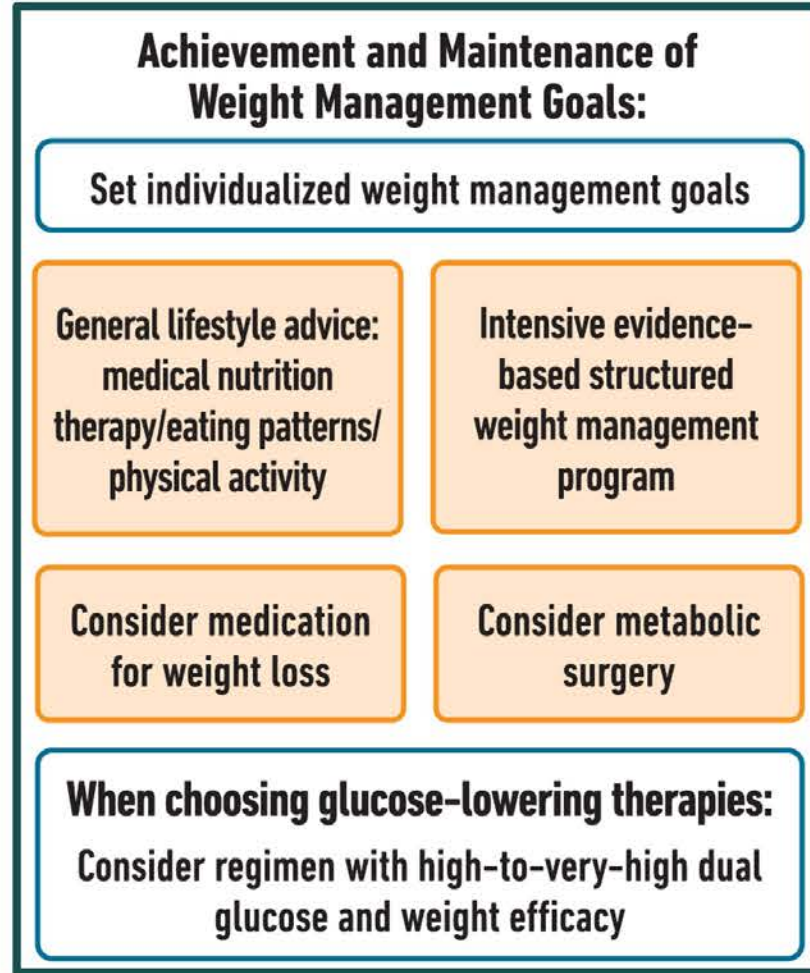 Achievement and Maintenance of
Weight Management Goals:
Set individualized weight management goals
General lifestyle advice:
medical nutrition
therapy/eating patterns/
physical activity
Intensive evidence-
based structured
weight management
program
Consider medication
for weight loss
Consider metabolic
surgery
When choosing glucose-lowering therapies:
Consider regimen with high-to-very-high dual
glucose and weight efficacy